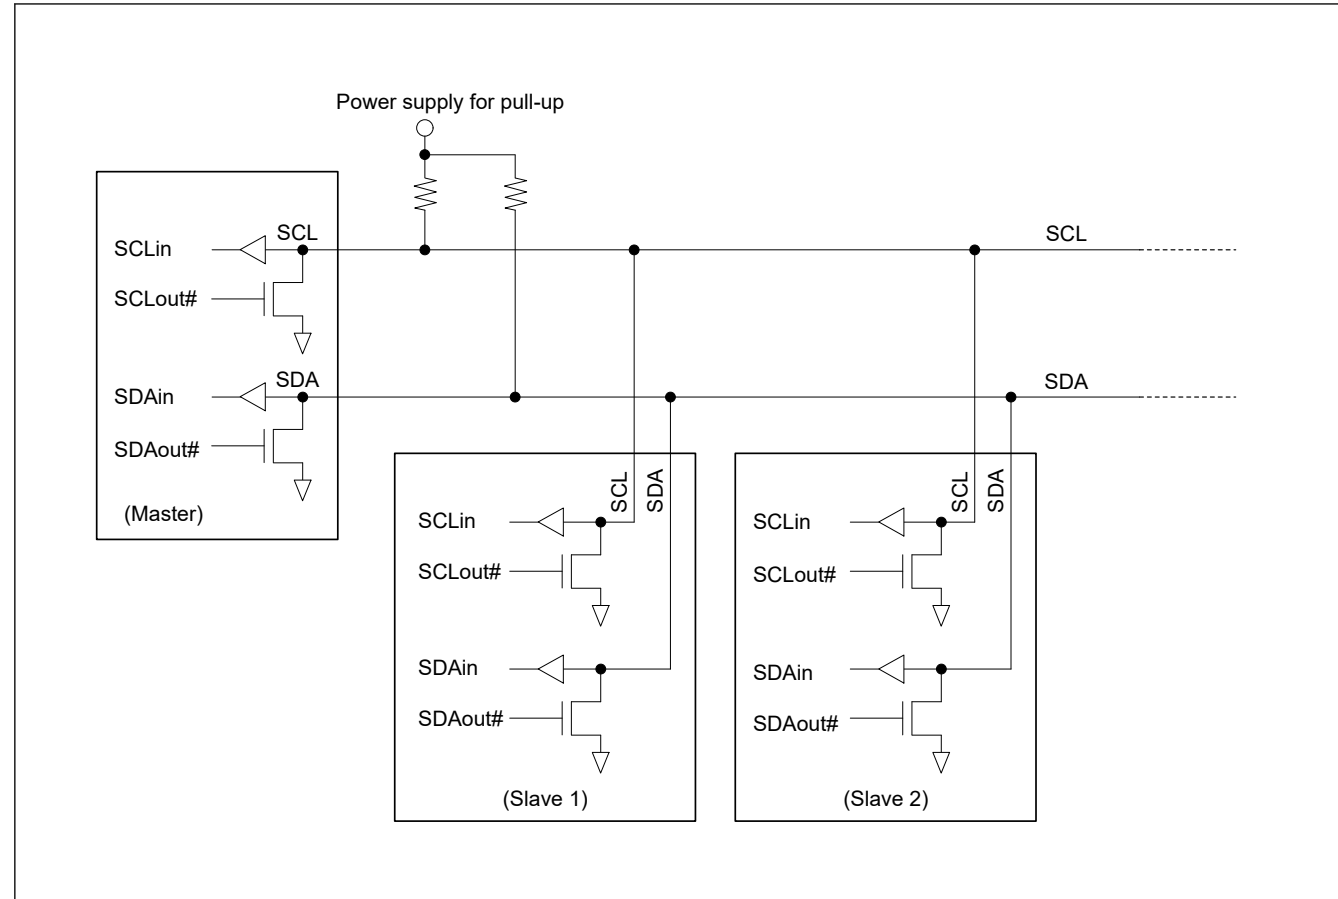 Power supply for pull-up
SCL
SCLin
SCLout#
SDA
SDAin
SDAout#
(Master)
SCL
SDA
SCL
SDA
SCLin
SCLout#
SDAin
SDAout#
(Slave 1)
SCL
SDA
SCLin
SCLout#
SDAin
SDAout#
(Slave 2)